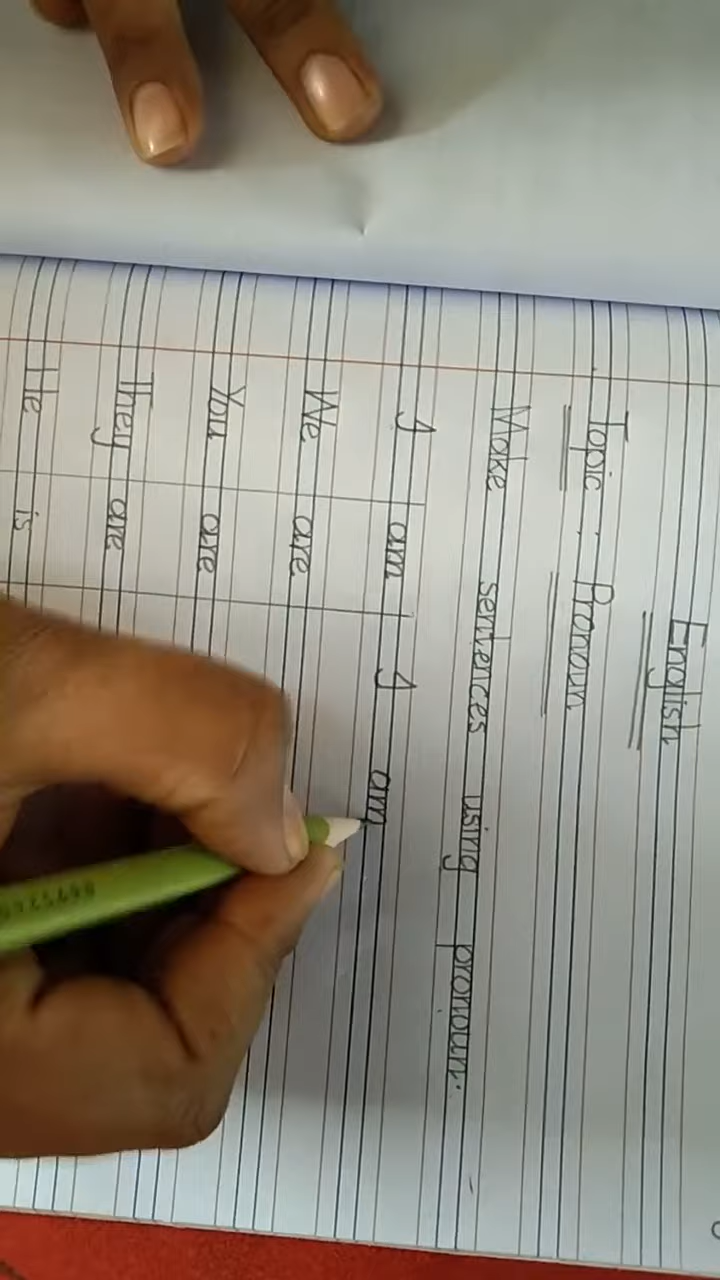 English
Topic :- Pronoun
Make sentences using pronoun.
I am I am
We are
You are
They are
He is